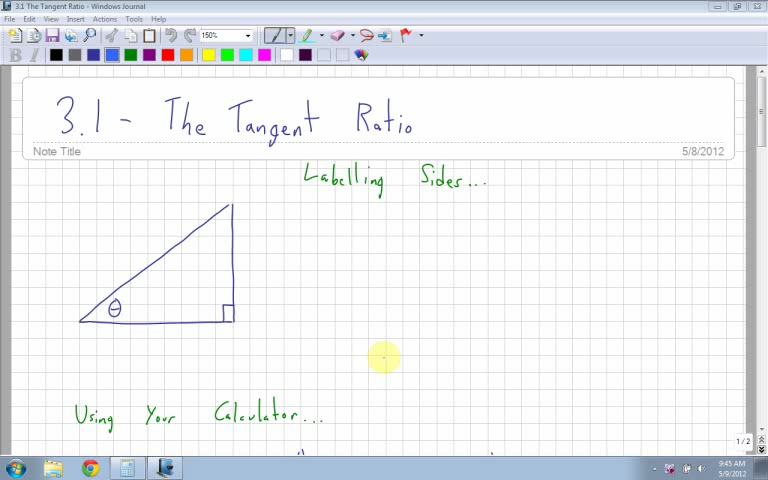 3.1 The Tangent Ratio - Windows Journal
File Edit View Insert Actions Tools Help
150%
B I
3.1 - The Tangent Ratio
Note Title 5/8/2012
Labelling Sides...
θ
Using Your Calculator...
1 / 2
9:45 AM
5/9/2012